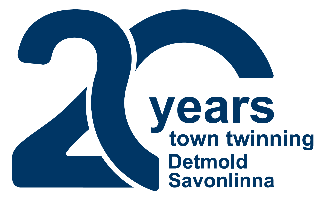 20
years
town twinning
Detmold
Savonlinna